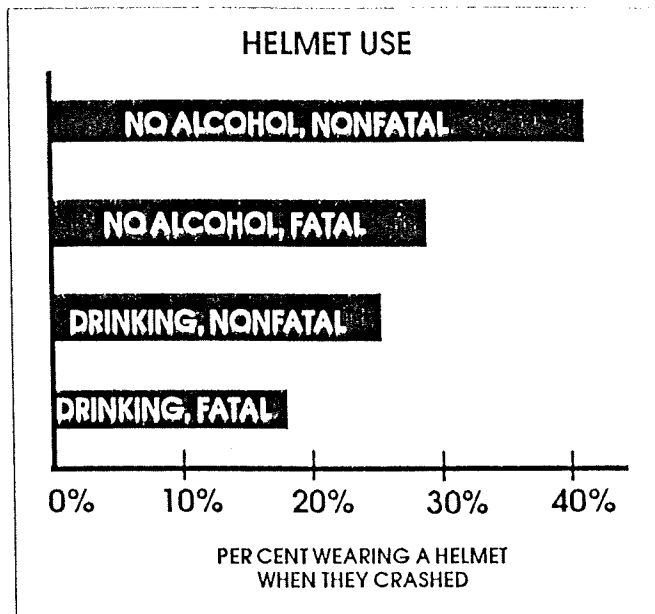 HELMET USE
NO ALCOHOL, NONFATAL
NO ALCOHOL, FATAL
DRINKING, NONFATAL
DRINKING, FATAL
0% 10% 20% 30% 40%
PER CENT WEARING A HELMET
WHEN THEY CRASHED